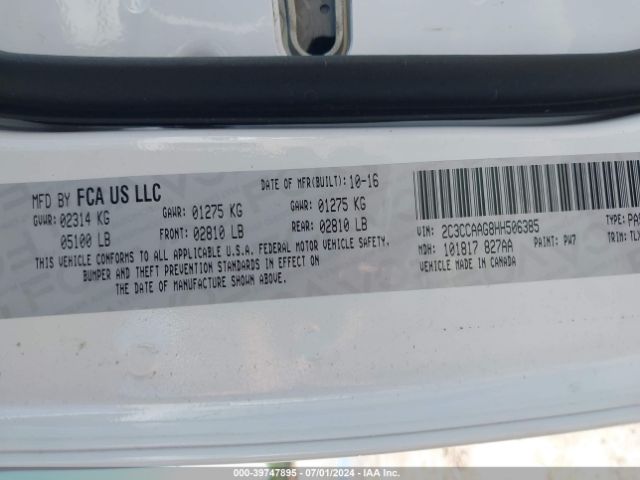 MFD BY FCA US LLC
DATE OF MFR(BUILT): 10-16
GVWR: 02314 KG
05100 LB
GAWR: 01275 KG
FRONT: 02810 LB
GAWR: 01275 KG
REAR: 02810 LB
THIS VEHICLE CONFORMS TO ALL APPLICABLE U.S.A. FEDERAL MOTOR VEHICLE SAFETY,
BUMPER AND THEFT PREVENTION STANDARDS IN EFFECT ON
THE DATE OF MANUFACTURE SHOWN ABOVE.
VIN: 2C3CCAAG8HH506385
TYPE: PAS
MDH: 101817 827AA
PAINT: PW7
TRIM:
VEHICLE MADE IN CANADA
000-39747895 | 07/01/2024 | IAA Inc.